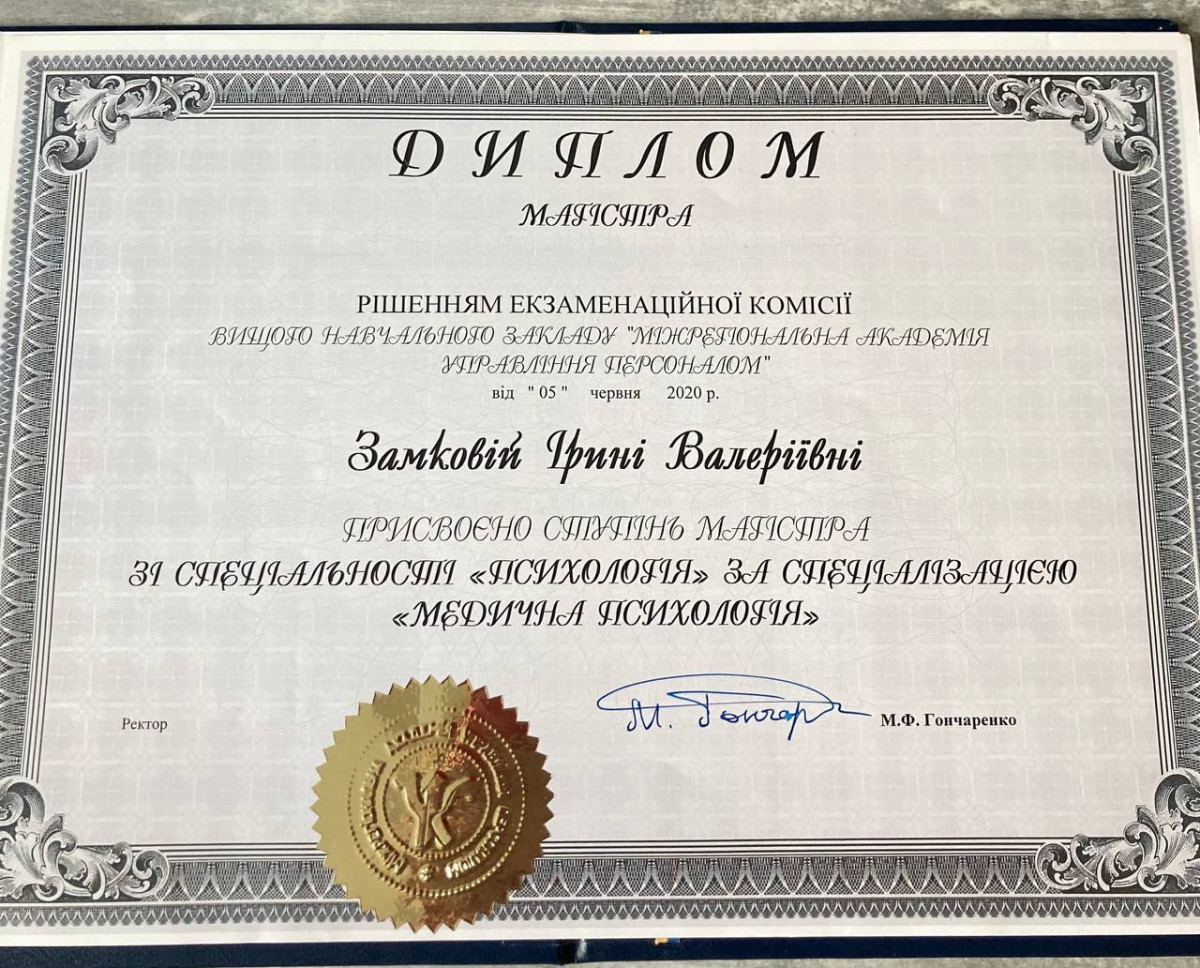 ДИПЛОМ
МАГІСТРА
РІШЕННЯМ ЕКЗАМЕНАЦІЙНОЇ КОМІСІЇ
ВИЩОГО НАВЧАЛЬНОГО ЗАКЛАДУ "МІЖРЕГІОНАЛЬНА АКАДЕМІЯ
УПРАВЛІННЯ ПЕРСОНАЛОМ"
від " 05 " червня 2020 р.
Замковій Ірині Валеріївні
ПРИСВОЄНО СТУПІНЬ МАГІСТРА
ЗІ СПЕЦІАЛЬНОСТІ «ПСИХОЛОГІЯ» ЗА СПЕЦІАЛІЗАЦІЄЮ
«МЕДИЧНА ПСИХОЛОГІЯ»
Ректор
М. Гончар
М.Ф. Гончаренко